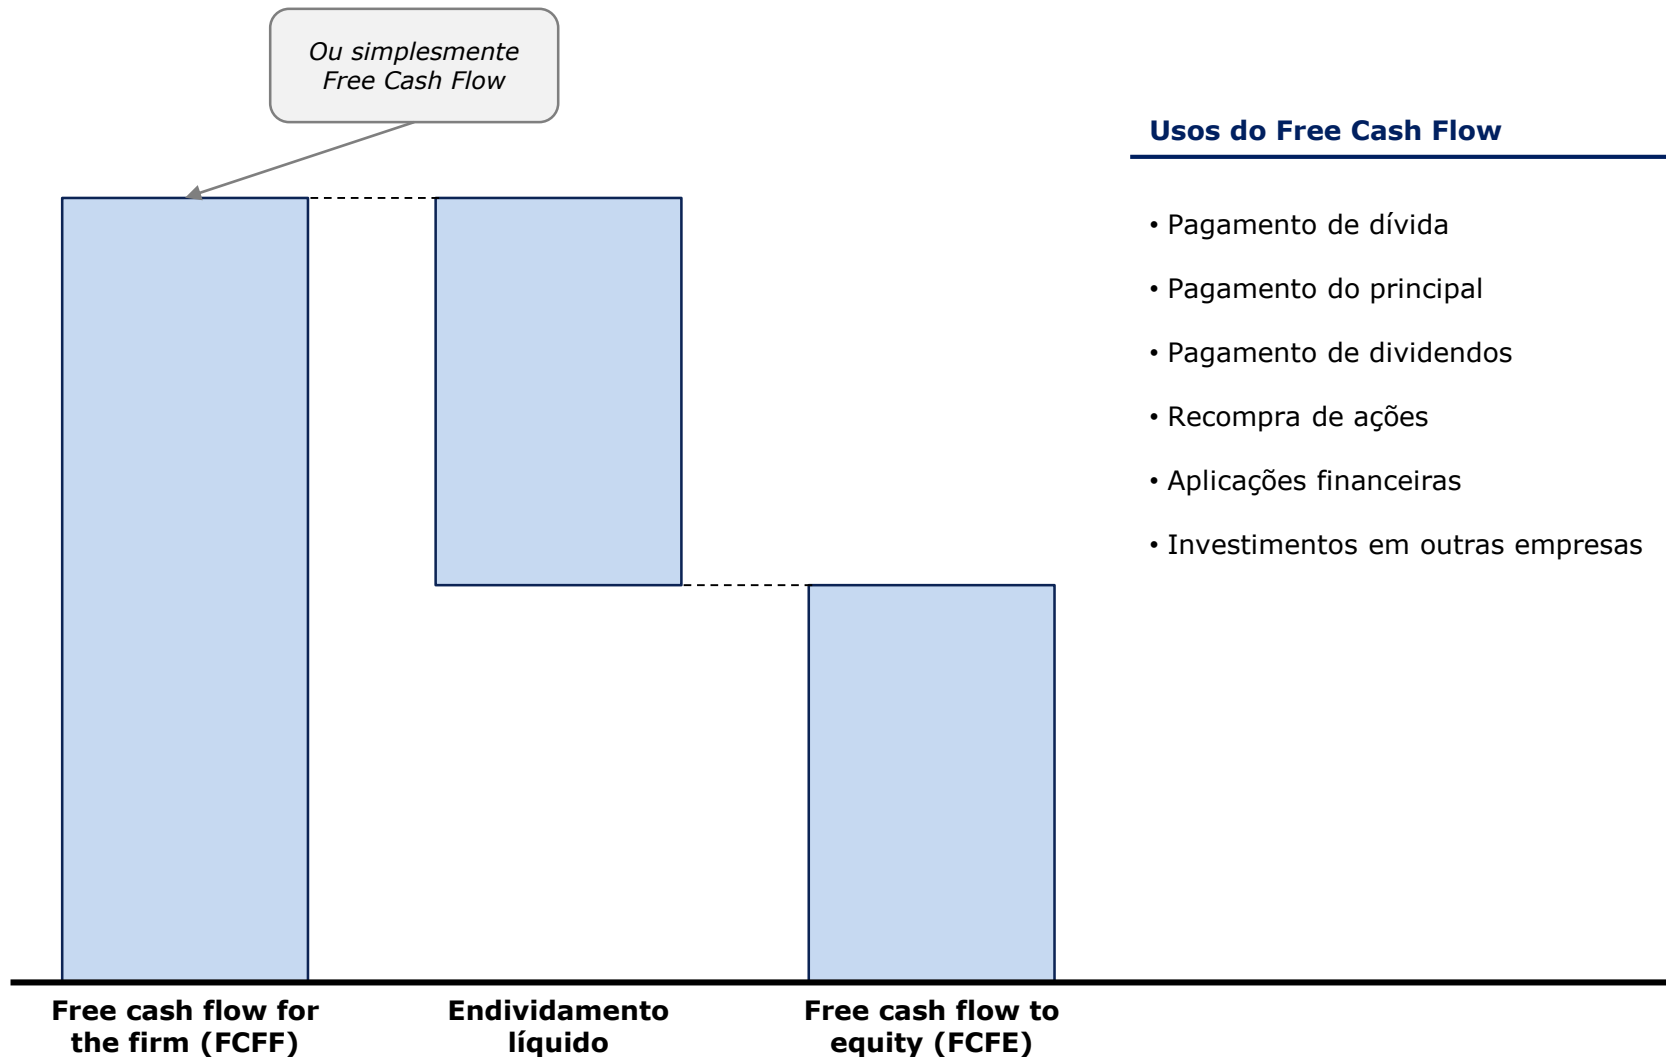 Ou simplesmente
Free Cash Flow
Usos do Free Cash Flow
• Pagamento de dívida
• Pagamento do principal
• Pagamento de dividendos
• Recompra de ações
• Aplicações financeiras
• Investimentos em outras empresas
Free cash flow for
the firm (FCFF)
Endividamento
líquido
Free cash flow to
equity (FCFE)